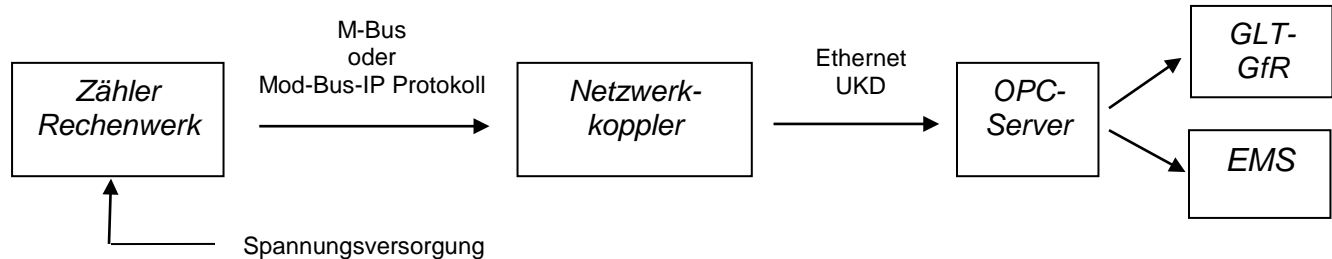 M-Bus
oder
Mod-Bus-IP Protokoll
Zähler
Rechenwerk
Netzwerk-
koppler
Ethernet
UKD
OPC-
Server
GLT-
GfR
EMS
Spannungsversorgung